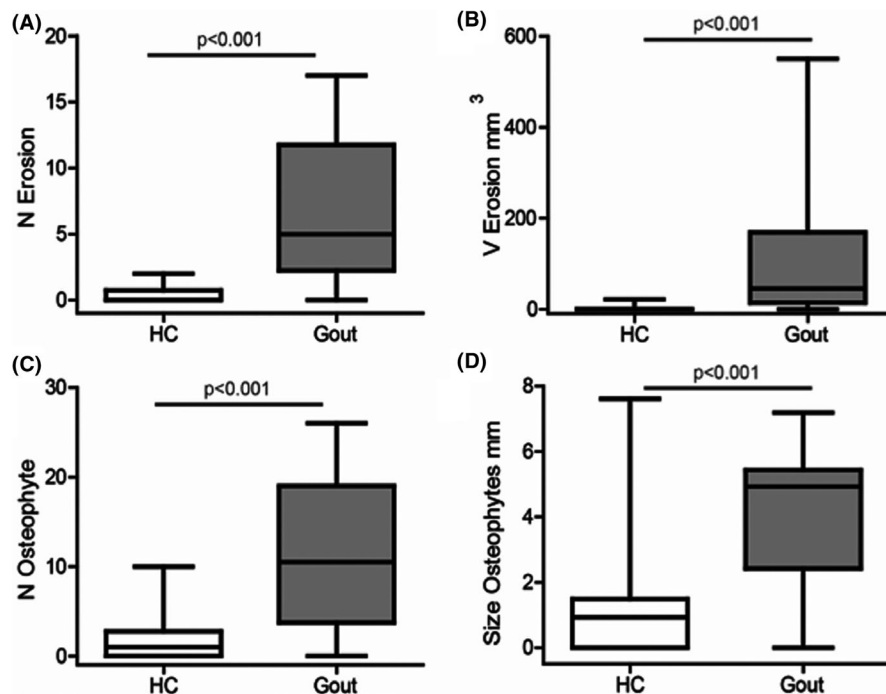 (A)
p<0.001
20
15
10
5
0
N Erosion
HC Gout
(B)
p<0.001
600
400
200
0
V Erosion mm 3
HC Gout
(C)
p<0.001
30
20
10
0
N Osteophyte
HC Gout
(D)
p<0.001
8
6
4
2
0
Size Osteophytes mm
HC Gout